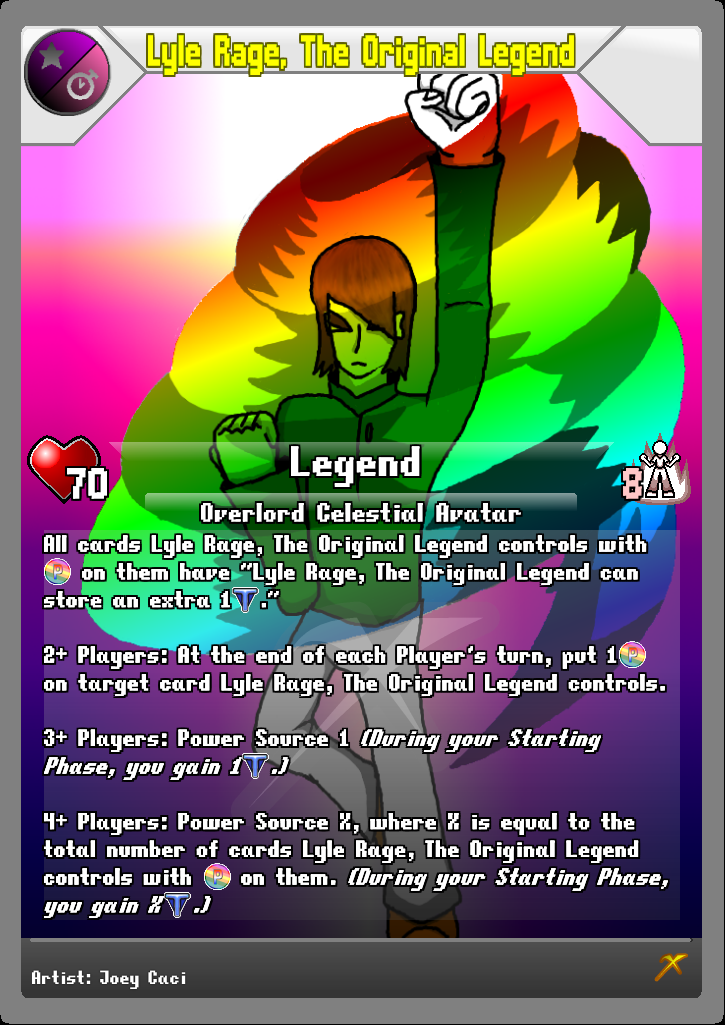 Lyle Rage, The Original Legend
Legend
70
8
Overlord Celestial Avatar
All cards Lyle Rage, The Original Legend controls with
P on them have "Lyle Rage, The Original Legend can
store an extra 1T."
2+ Players: At the end of each Player's turn, put 1P
on target card Lyle Rage, The Original Legend controls.
3+ Players: Power Source 1 (During your Starting
Phase, you gain 1T.)
4+ Players: Power Source X, where X is equal to the
total number of cards Lyle Rage, The Original Legend
controls with P on them. (During your Starting Phase,
you gain XT.)
Artist: Joey Caci